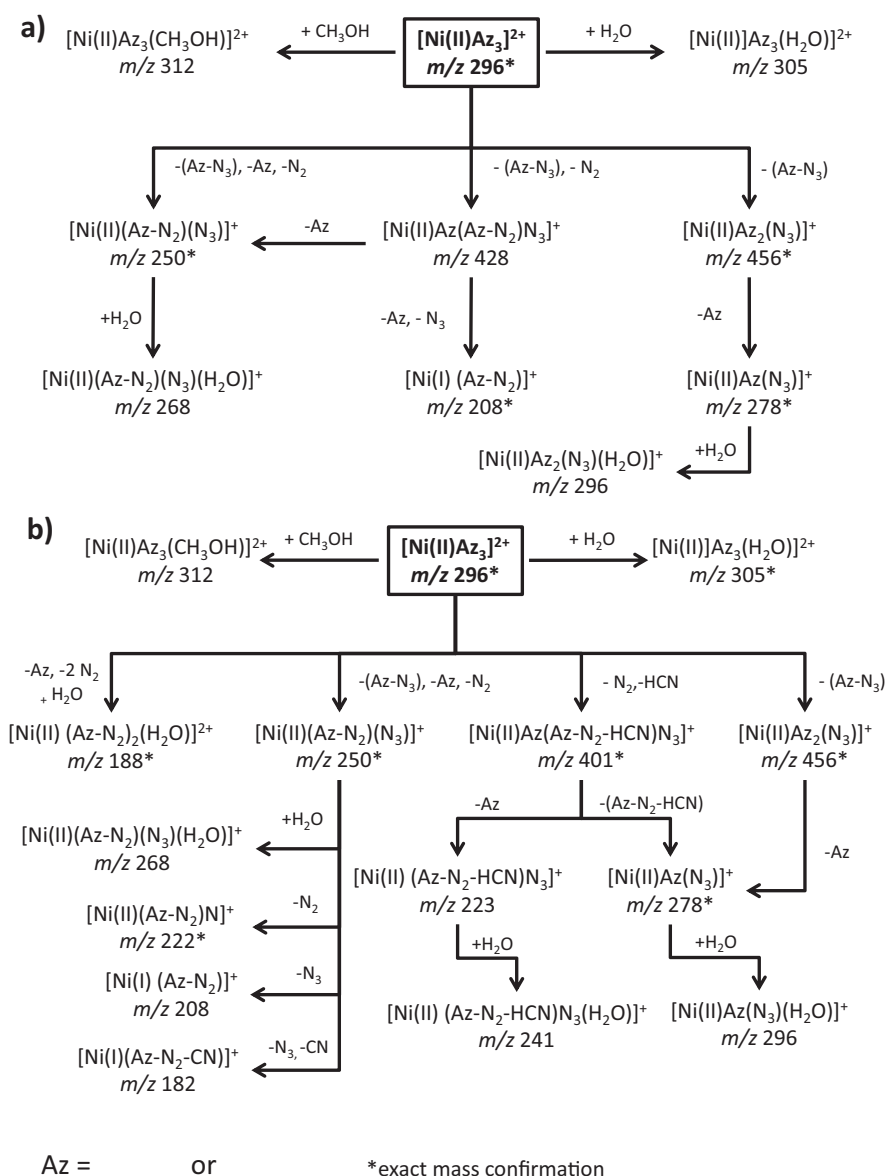 a)
[Ni(II)Az₃(CH₃OH)]²⁺
m/z 312
+ CH₃OH
[Ni(II)Az₃]²⁺
m/z 296*
+ H₂O
[Ni(II)]Az₃(H₂O)]²⁺
m/z 305
-(Az-N₃), -Az, -N₂
- (Az-N₃), - N₂
- (Az-N₃)
[Ni(II)(Az-N₂)(N₃)]⁺
m/z 250*
-Az
[Ni(II)Az(Az-N₂)N₃]⁺
m/z 428
[Ni(II)Az₂(N₃)]⁺
m/z 456*
+H₂O
-Az, - N₃
-Az
[Ni(II)(Az-N₂)(N₃)(H₂O)]⁺
m/z 268
[Ni(I) (Az-N₂)]⁺
m/z 208*
[Ni(II)Az(N₃)]⁺
m/z 278*
+H₂O
[Ni(II)Az₂(N₃)(H₂O)]⁺
m/z 296
b)
[Ni(II)Az₃(CH₃OH)]²⁺
m/z 312
+ CH₃OH
[Ni(II)Az₃]²⁺
m/z 296*
+ H₂O
[Ni(II)]Az₃(H₂O)]²⁺
m/z 305*
-Az, -2 N₂
+ H₂O
-(Az-N₃), -Az, -N₂
- N₂,-HCN
- (Az-N₃)
[Ni(II) (Az-N₂)₂(H₂O)]²⁺
m/z 188*
[Ni(II)(Az-N₂)(N₃)]⁺
m/z 250*
[Ni(II)Az(Az-N₂-HCN)N₃]⁺
m/z 401*
[Ni(II)Az₂(N₃)]⁺
m/z 456*
+H₂O
[Ni(II)(Az-N₂)(N₃)(H₂O)]⁺
m/z 268
-Az
-(Az-N₂-HCN)
-Az
[Ni(II) (Az-N₂-HCN)N₃]⁺
m/z 223
[Ni(II)Az(N₃)]⁺
m/z 278*
-N₂
[Ni(II)(Az-N₂)N]⁺
m/z 222*
+H₂O
+H₂O
-N₃
[Ni(I) (Az-N₂)]⁺
m/z 208
[Ni(II) (Az-N₂-HCN)N₃(H₂O)]⁺
m/z 241
[Ni(II)Az(N₃)(H₂O)]⁺
m/z 296
-N₃, -CN
[Ni(I)(Az-N₂-CN)]⁺
m/z 182
Az = or *exact mass confirmation